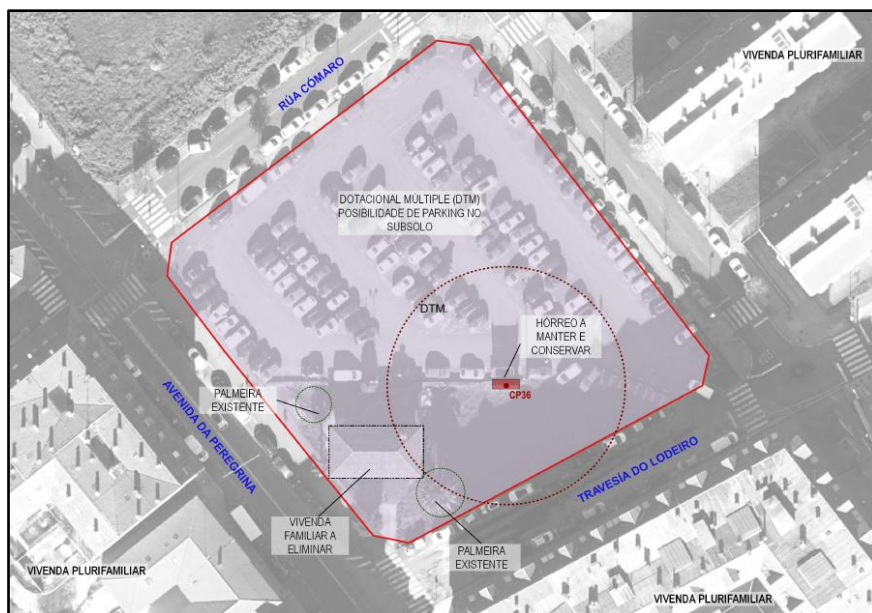 VIVENDA PLURIFAMILIAR
RÚA CÓMARO
DOTACIONAL MÚLTIPLE (DTM)
POSIBILIDADE DE PARKING NO
SUBSOLO
DTM.
HÓRREO A
MANTER E
CONSERVAR
CP36
PALMEIRA
EXISTENTE
AVENIDA DA PEREGRINA
TRAVESÍA DO LODEIRO
VIVENDA
FAMILIAR A
ELIMINAR
PALMEIRA
EXISTENTE
VIVENDA PLURIFAMILIAR
VIVENDA PLURIFAMILIAR